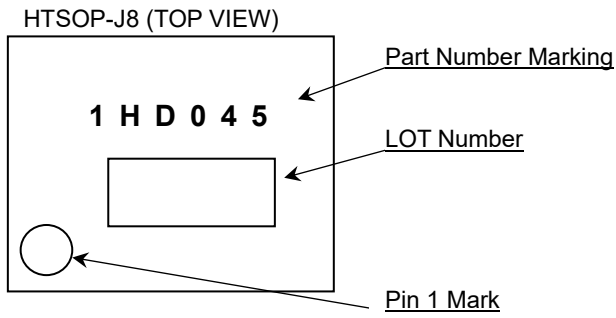 HTSOP-J8 (TOP VIEW)
Part Number Marking
1 H D 0 4 5
LOT Number
Pin 1 Mark